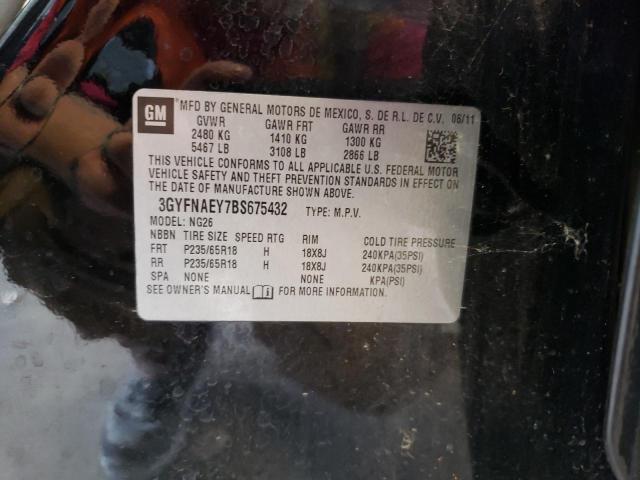 GM MFD BY GENERAL MOTORS DE MEXICO, S. DE R.L. DE C.V. 06/11
GVWR GAWR FRT GAWR RR
2480 KG 1410 KG 1300 KG
5467 LB 3108 LB 2866 LB
THIS VEHICLE CONFORMS TO ALL APPLICABLE U.S. FEDERAL MOTOR
VEHICLE SAFETY AND THEFT PREVENTION STANDARDS IN EFFECT ON
THE DATE OF MANUFACTURE SHOWN ABOVE.
3GYFNAEY7BS675432 TYPE: M.P.V.
MODEL: NG26
NBBN TIRE SIZE SPEED RTG RIM COLD TIRE PRESSURE
FRT P235/65R18 H 18X8J 240KPA(35PSI)
RR P235/65R18 H 18X8J 240KPA(35PSI)
SPA NONE NONE KPA(PSI)
SEE OWNER'S MANUAL FOR MORE INFORMATION.